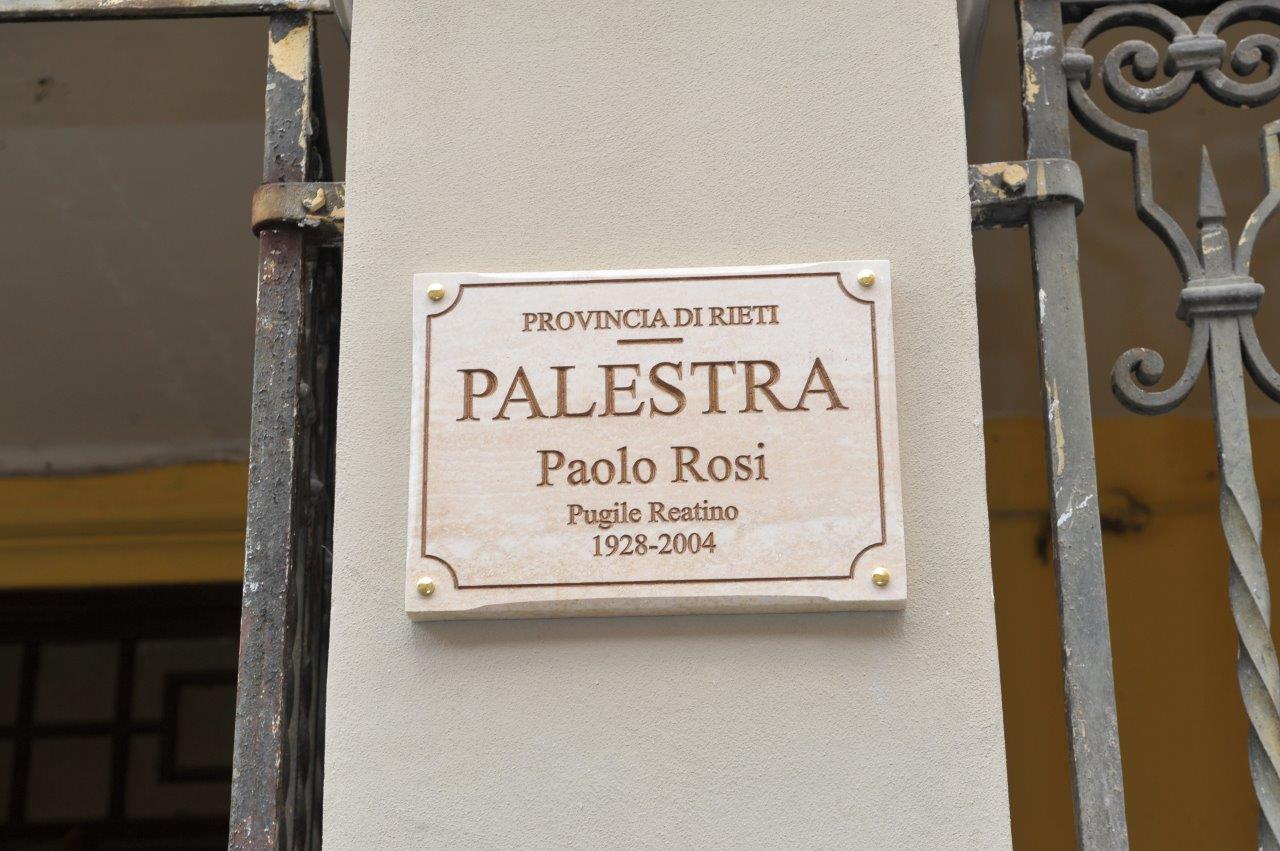 PROVINCIA DI RIETI
PALESTRA
Paolo Rosi
Pugile Reatino
1928-2004